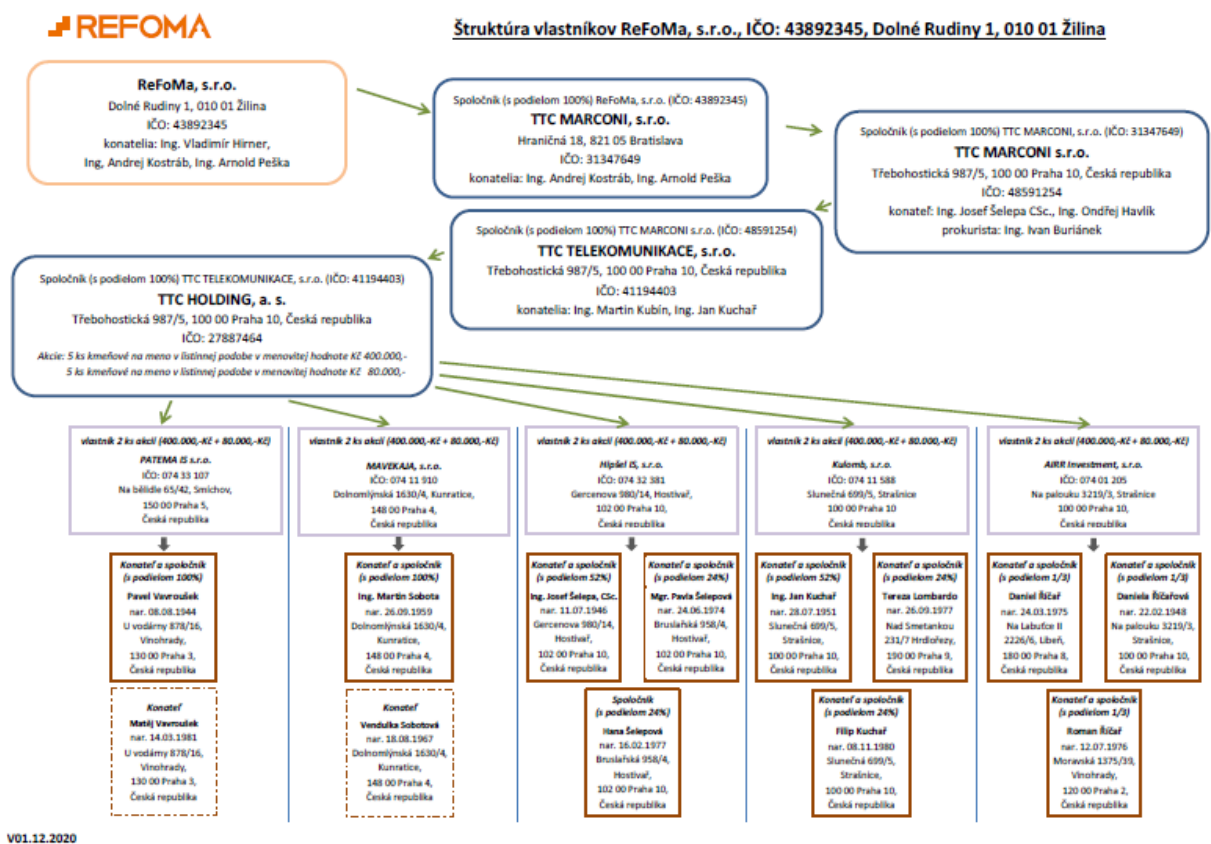 REFOMA
Štruktúra vlastníkov ReFoMa, s.r.o., IČO: 43892345, Dolné Rudiny 1, 010 01 Žilina
ReFoMa, s.r.o.
Dolné Rudiny 1, 010 01 Žilina
IČO: 43892345
konatelia: Ing. Vladimír Hirner,
Ing, Andrej Kostráb, Ing. Arnold Peška
Spoločník (s podielom 100%) ReFoMa, s.r.o. (IČO: 43892345)
TTC MARCONI, s.r.o.
Hraničná 18, 821 05 Bratislava
IČO: 31347649
konatelia: Ing. Andrej Kostráb, Ing. Arnold Peška
Spoločník (s podielom 100%) TTC MARCONI, s.r.o. (IČO: 31347649)
TTC MARCONI s.r.o.
Třebohostická 987/5, 100 00 Praha 10, Česká republika
IČO: 48591254
konateľ: Ing. Josef Šelepa CSc., Ing. Ondřej Havlík
prokurista: Ing. Ivan Buriánek
Spoločník (s podielom 100%) TTC MARCONI s.r.o. (IČO: 48591254)
TTC TELEKOMUNIKACE, s.r.o.
Třebohostická 987/5, 100 00 Praha 10, Česká republika
IČO: 41194403
konatelia: Ing. Martin Kubín, Ing. Jan Kuchař
Spoločník (s podielom 100%) TTC TELEKOMUNIKACE, s.r.o. (IČO: 41194403)
TTC HOLDING, a. s.
Třebohostická 987/5, 100 00 Praha 10, Česká republika
IČO: 27887464
Akcie: 5 ks kmeňové na meno v listinnej podobe v menovitej hodnote Kč 400.000,-
5 ks kmeňové na meno v listinnej podobe v menovitej hodnote Kč 80.000,-
vlastník 2 ks akcií (400.000,-Kč + 80.000,-Kč)
PATEMA IS s.r.o.
IČO: 074 33 107
Na bělidle 65/42, Smíchov,
150 00 Praha 5,
Česká republika
vlastník 2 ks akcií (400.000,-Kč + 80.000,-Kč)
MAVEKAJA, s.r.o.
IČO: 074 11 910
Dolnomlýnská 1630/4, Kunratice,
148 00 Praha 4,
Česká republika
vlastník 2 ks akcií (400.000,-Kč + 80.000,-Kč)
Hipšel IS, s.r.o.
IČO: 074 32 381
Gercenova 980/14, Hostivař,
102 00 Praha 10,
Česká republika
vlastník 2 ks akcií (400.000,-Kč + 80.000,-Kč)
Kulomb, s.r.o.
IČO: 074 11 588
Slunečná 699/5, Strašnice
100 00 Praha 10
Česká republika
vlastník 2 ks akcií (400.000,-Kč + 80.000,-Kč)
AIRR Investment, s.r.o.
IČO: 074 01 205
Na palouku 3219/3, Strašnice
100 00 Praha 10,
Česká republika
Konateľ a spoločník
(s podielom 100%)
Pavel Vavroušek
nar. 08.08.1944
U vodárny 878/16,
Vinohrady,
130 00 Praha 3,
Česká republika
Konateľ a spoločník
(s podielom 100%)
Ing. Martin Sobota
nar. 26.09.1959
Dolnomlýnská 1630/4,
Kunratice,
148 00 Praha 4,
Česká republika
Konateľ a spoločník
(s podielom 52%)
Ing. Josef Šelepa, CSc.
nar. 11.07.1946
Gercenova 980/14,
Hostivař,
102 00 Praha 10,
Česká republika
Konateľ a spoločník
(s podielom 24%)
Mgr. Pavla Šelepová
nar. 24.06.1974
Bruslařská 958/4,
Hostivař,
102 00 Praha 10,
Česká republika
Konateľ a spoločník
(s podielom 52%)
Ing. Jan Kuchař
nar. 28.07.1951
Slunečná 699/5,
Strašnice,
100 00 Praha 10,
Česká republika
Konateľ a spoločník
(s podielom 24%)
Tereza Lombardo
nar. 26.09.1977
Nad Smetankou
231/7 Hrdlořezy,
190 00 Praha 9,
Česká republika
Konateľ a spoločník
(s podielom 1/3)
Daniel Říčař
nar. 24.03.1975
Na Labuťce II
2226/6, Libeň,
180 00 Praha 8,
Česká republika
Konateľ a spoločník
(s podielom 1/3)
Daniela Říčařová
nar. 22.02.1948
Na palouku 3219/3,
Strašnice,
100 00 Praha 10,
Česká republika
Konateľ
Matěj Vavroušek
nar. 14.03.1981
U vodárny 878/16,
Vinohrady,
130 00 Praha 3,
Česká republika
Konateľ
Vendulka Sobotová
nar. 18.08.1967
Dolnomlýnská 1630/4,
Kunratice,
148 00 Praha 4,
Česká republika
Spoločník
(s podielom 24%)
Hana Šelepová
nar. 16.02.1977
Bruslařská 958/4,
Hostivař,
102 00 Praha 10,
Česká republika
Konateľ a spoločník
(s podielom 24%)
Filip Kuchař
nar. 08.11.1980
Slunečná 699/5,
Strašnice,
100 00 Praha 10,
Česká republika
Konateľ a spoločník
(s podielom 1/3)
Roman Říčař
nar. 12.07.1976
Moravská 1375/39,
Vinohrady,
120 00 Praha 2,
Česká republika
V01.12.2020